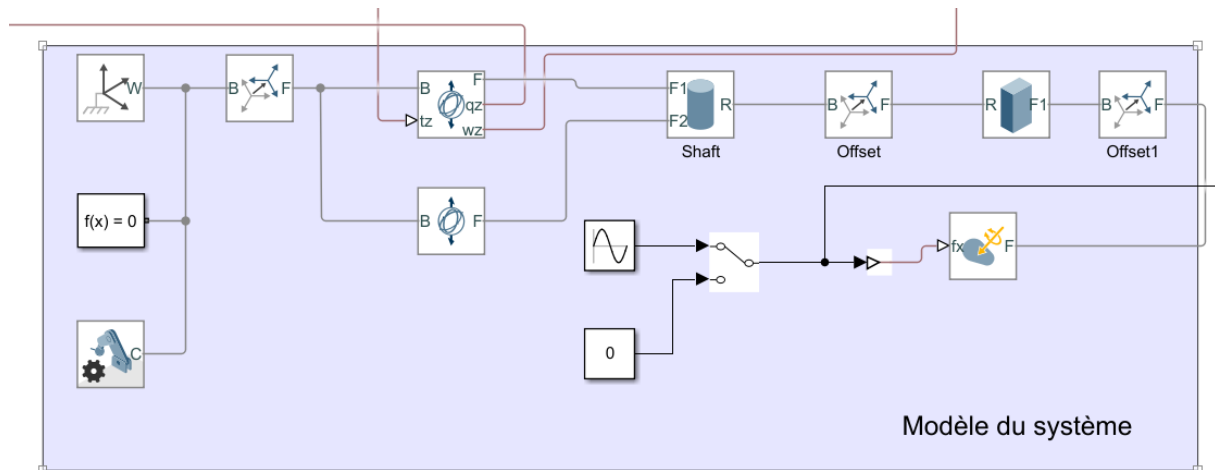 W
B F
B F
tz qz
wz
F1 R
F2
Shaft
B F
Offset
R F1
B F
Offset1
f(x) = 0
B F
fx F
C
0
Modèle du système